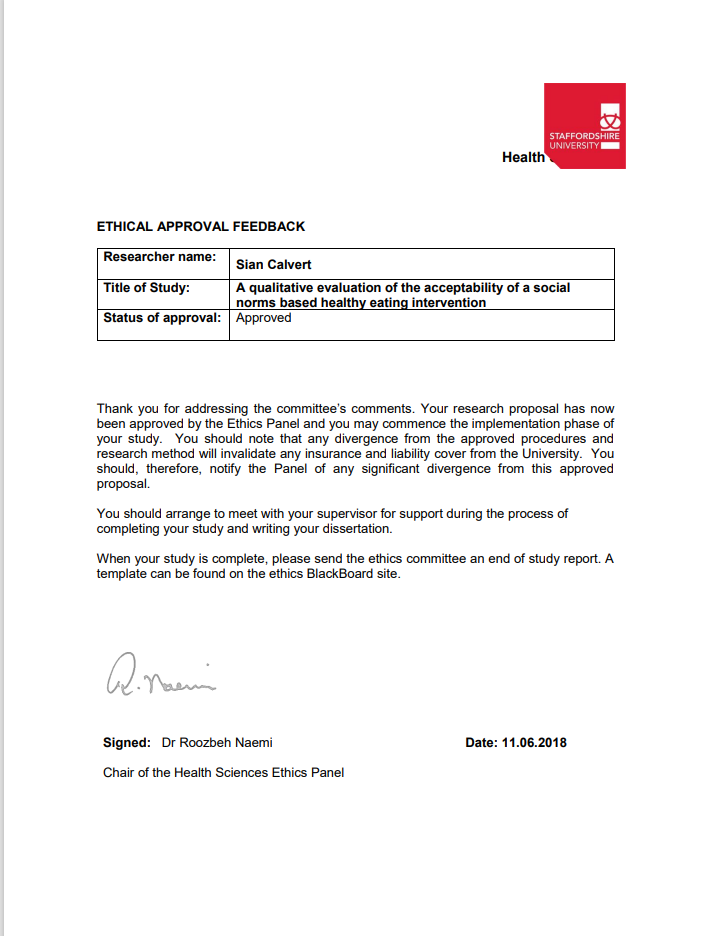 STAFFORDSHIRE
UNIVERSITY
Health
ETHICAL APPROVAL FEEDBACK
Researcher name: Sian Calvert
Title of Study: A qualitative evaluation of the acceptability of a social
norms based healthy eating intervention
Status of approval: Approved
Thank you for addressing the committee’s comments. Your research proposal has now
been approved by the Ethics Panel and you may commence the implementation phase of
your study. You should note that any divergence from the approved procedures and
research method will invalidate any insurance and liability cover from the University. You
should, therefore, notify the Panel of any significant divergence from this approved
proposal.
You should arrange to meet with your supervisor for support during the process of
completing your study and writing your dissertation.
When your study is complete, please send the ethics committee an end of study report. A
template can be found on the ethics BlackBoard site.
R. Naemi
Signed: Dr Roozbeh Naemi Date: 11.06.2018
Chair of the Health Sciences Ethics Panel